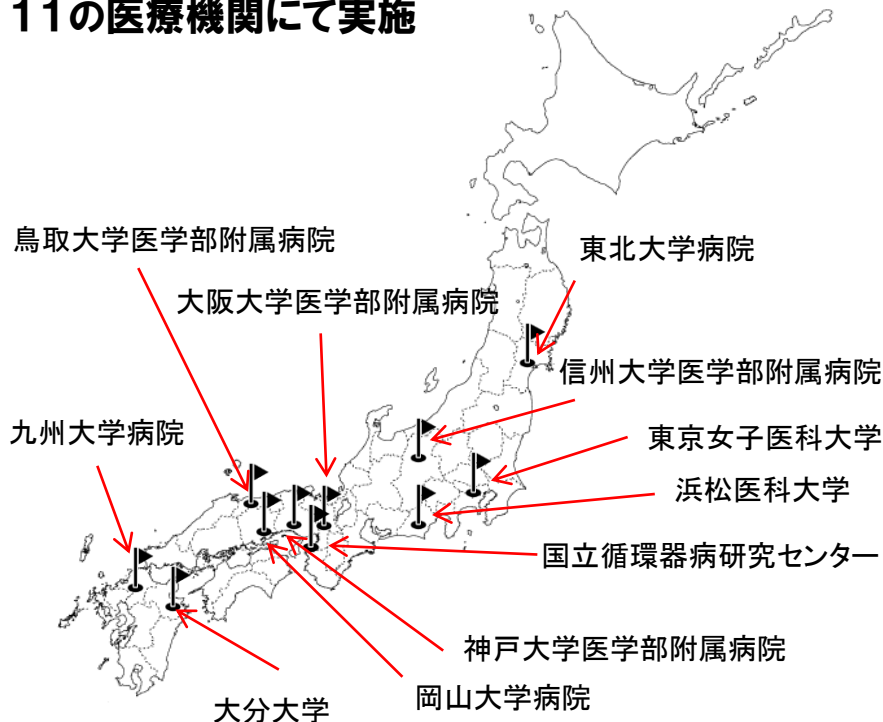 11の医療機関にて実施
鳥取大学医学部附属病院
東北大学病院
大阪大学医学部附属病院
信州大学医学部附属病院
九州大学病院
東京女子医科大学
浜松医科大学
国立循環器病研究センター
神戸大学医学部附属病院
岡山大学病院
大分大学